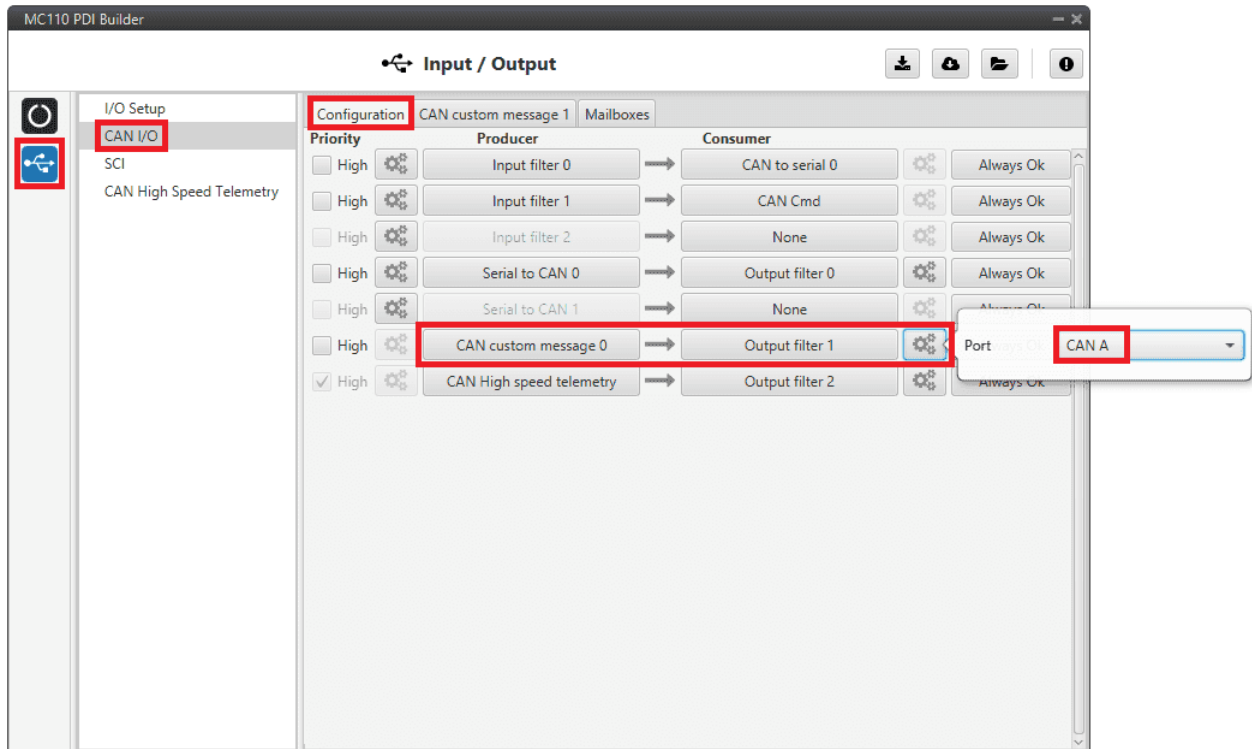 MC110 PDI Builder
Input / Output
I/O Setup
CAN I/O
SCI
CAN High Speed Telemetry
Configuration CAN custom message 1 Mailboxes
Priority Producer Consumer
High Input filter 0 CAN to serial 0 Always Ok
High Input filter 1 CAN Cmd Always Ok
High Input filter 2 None Always Ok
High Serial to CAN 0 Output filter 0 Always Ok
High Serial to CAN 1 None Always Ok
High CAN custom message 0 Output filter 1 Port CAN A
High CAN High speed telemetry Output filter 2 Always Ok